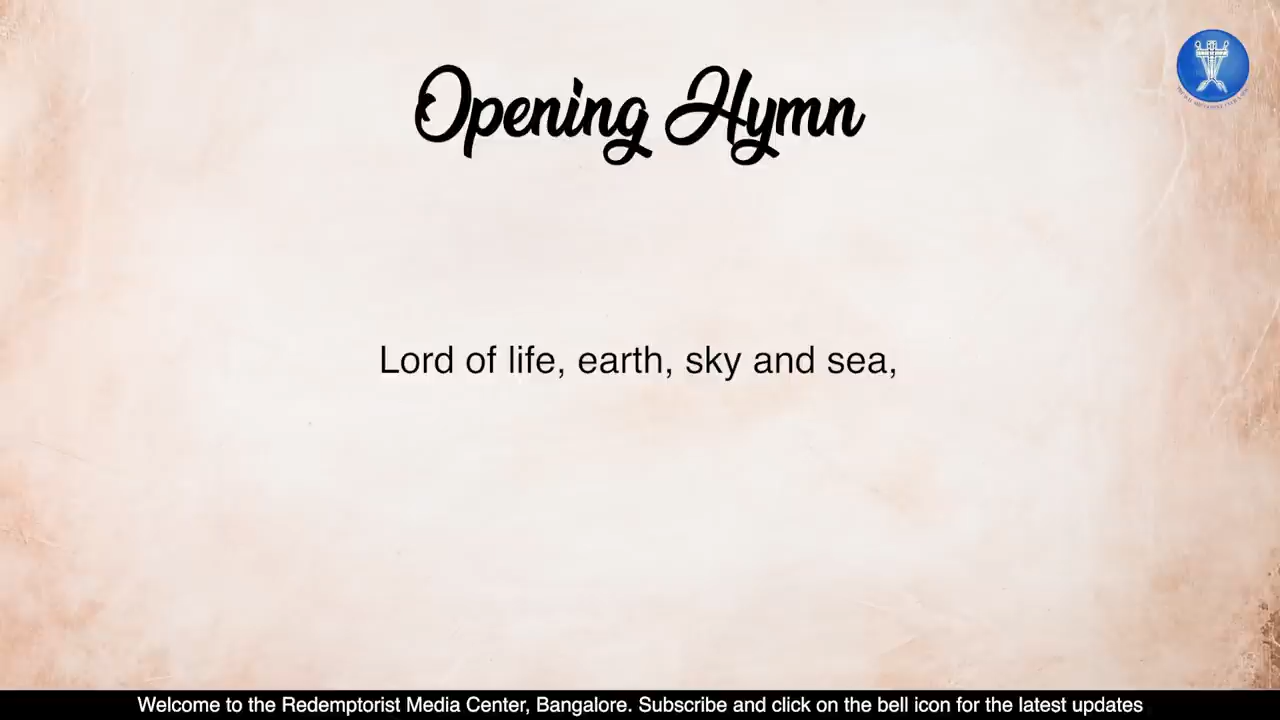 Opening Hymn
Lord of life, earth, sky and sea,
Welcome to the Redemptorist Media Center, Bangalore. Subscribe and click on the bell icon for the latest updates